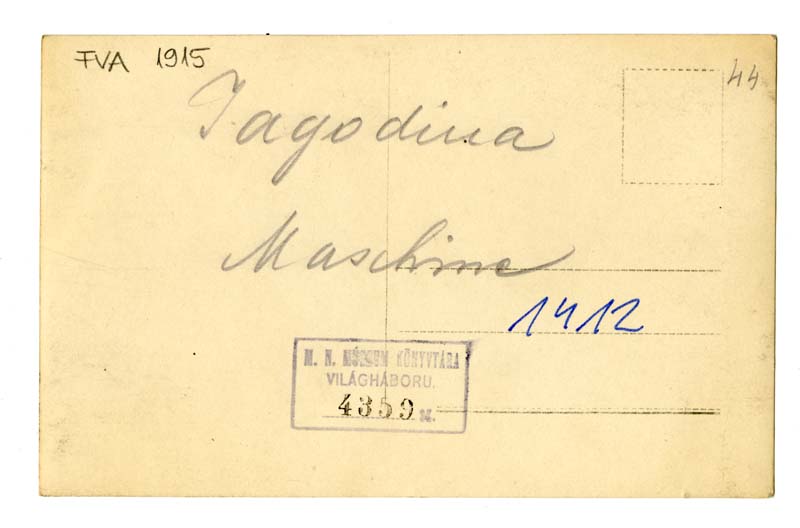 FVA 1915
44
Jagodina
Maschine
1412
M. N. MÚZEUM KÖNYVTÁRA
VILÁGHÁBORU.
4359 sz.